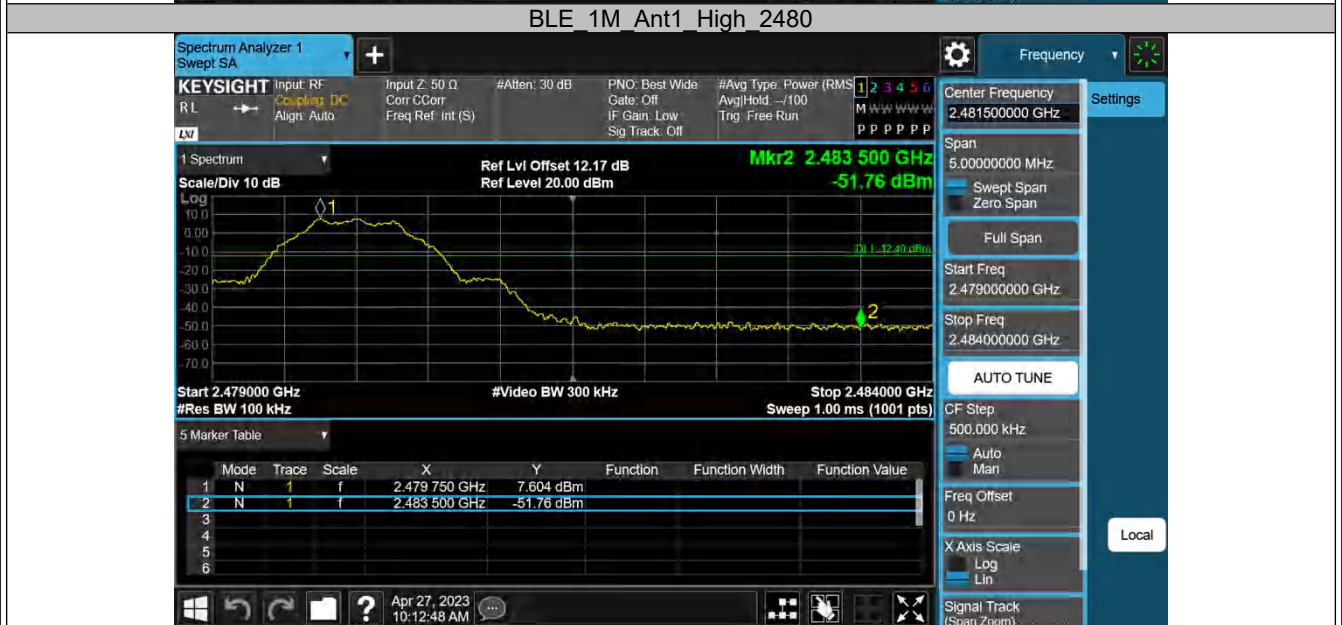 BLE_1M_Ant1_High_2480
Spectrum Analyzer 1
Swept SA
+
Frequency
KEYSIGHT
RL
LXI
Input: RF
Coupling: DC
Align: Auto
Input Z: 50 Ω
Corr CCorr
Freq Ref: Int (S)
#Atten: 30 dB
PNO: Best Wide
Gate: Off
IF Gain: Low
Sig Track: Off
#Avg Type: Power (RMS
Avg|Hold: --/100
Trig: Free Run
1 2 3 4 5 6
M W W W W W
P P P P P P
Center Frequency
2.481500000 GHz
Settings
Span
5.00000000 MHz
Swept Span
Zero Span
Full Span
Start Freq
2.479000000 GHz
Stop Freq
2.484000000 GHz
AUTO TUNE
CF Step
500.000 kHz
Auto
Man
Freq Offset
0 Hz
X Axis Scale
Log
Lin
Local
Signal Track
(Span Zoom)
1 Spectrum
Scale/Div 10 dB
Ref Lvl Offset 12.17 dB
Ref Level 20.00 dBm
Mkr2 2.483 500 GHz
-51.76 dBm
Log
10.0
0.00
-10.0
-20.0
-30.0
-40.0
-50.0
-60.0
-70.0
1
DL1 -12.40 dBm
2
Start 2.479000 GHz
#Res BW 100 kHz
#Video BW 300 kHz
Stop 2.484000 GHz
Sweep 1.00 ms (1001 pts)
5 Marker Table
Mode Trace Scale X Y Function Function Width Function Value
1 N 1 f 2.479 750 GHz 7.604 dBm
2 N 1 f 2.483 500 GHz -51.76 dBm
3
4
5
6
?
Apr 27, 2023
10:12:48 AM